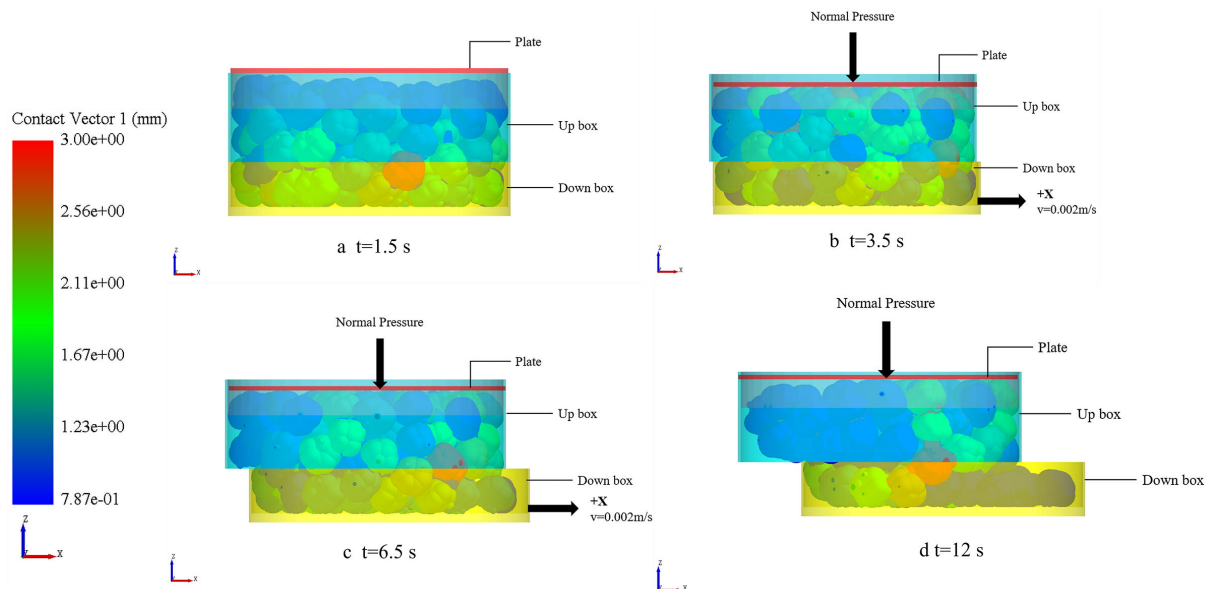 Contact Vector 1 (mm)
3.00e+00
2.56e+00
2.11e+00
1.67e+00
1.23e+00
7.87e-01
z
x
Plate
Up box
Down box
a t=1.5 s
z
x
Normal Pressure
Plate
Up box
Down box
+X
v=0.002m/s
b t=3.5 s
z
x
Normal Pressure
Plate
Up box
Down box
+X
v=0.002m/s
c t=6.5 s
z
x
Normal Pressure
Plate
Up box
Down box
d t=12 s
z
x